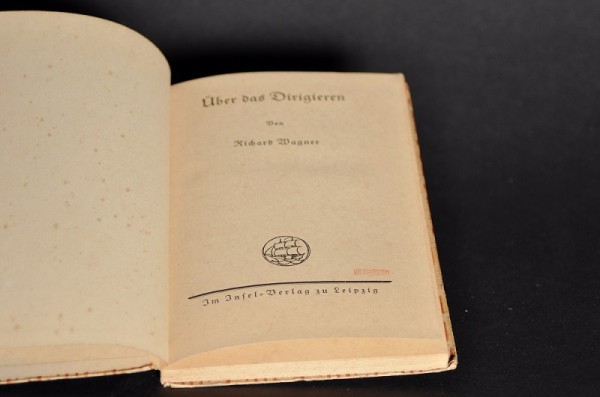 Über das Dirigieren
Von
Richard Wagner
Im Insel-Verlag zu Leipzig